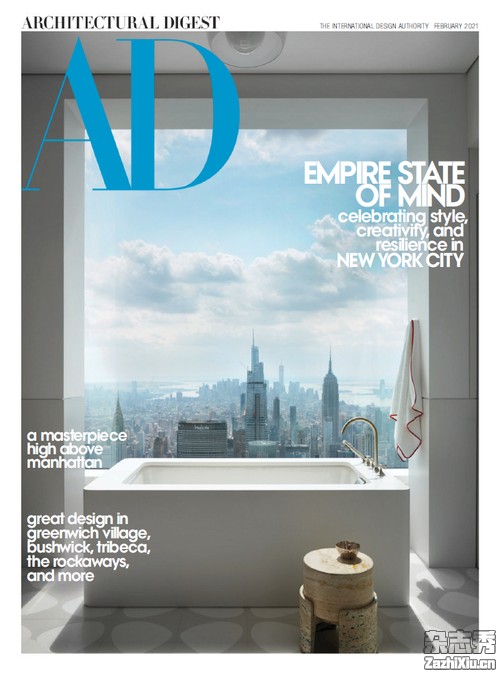 ARCHITECTURAL DIGEST
THE INTERNATIONAL DESIGN AUTHORITY FEBRUARY 2021
AD
EMPIRE STATE
OF MIND
celebrating style,
creativity, and
resilience in
NEW YORK CITY
a masterpiece
high above
manhattan
great design in
greenwich village,
bushwick, tribeca,
the rockaways,
and more
杂志秀
ZaZhiXiu.cn